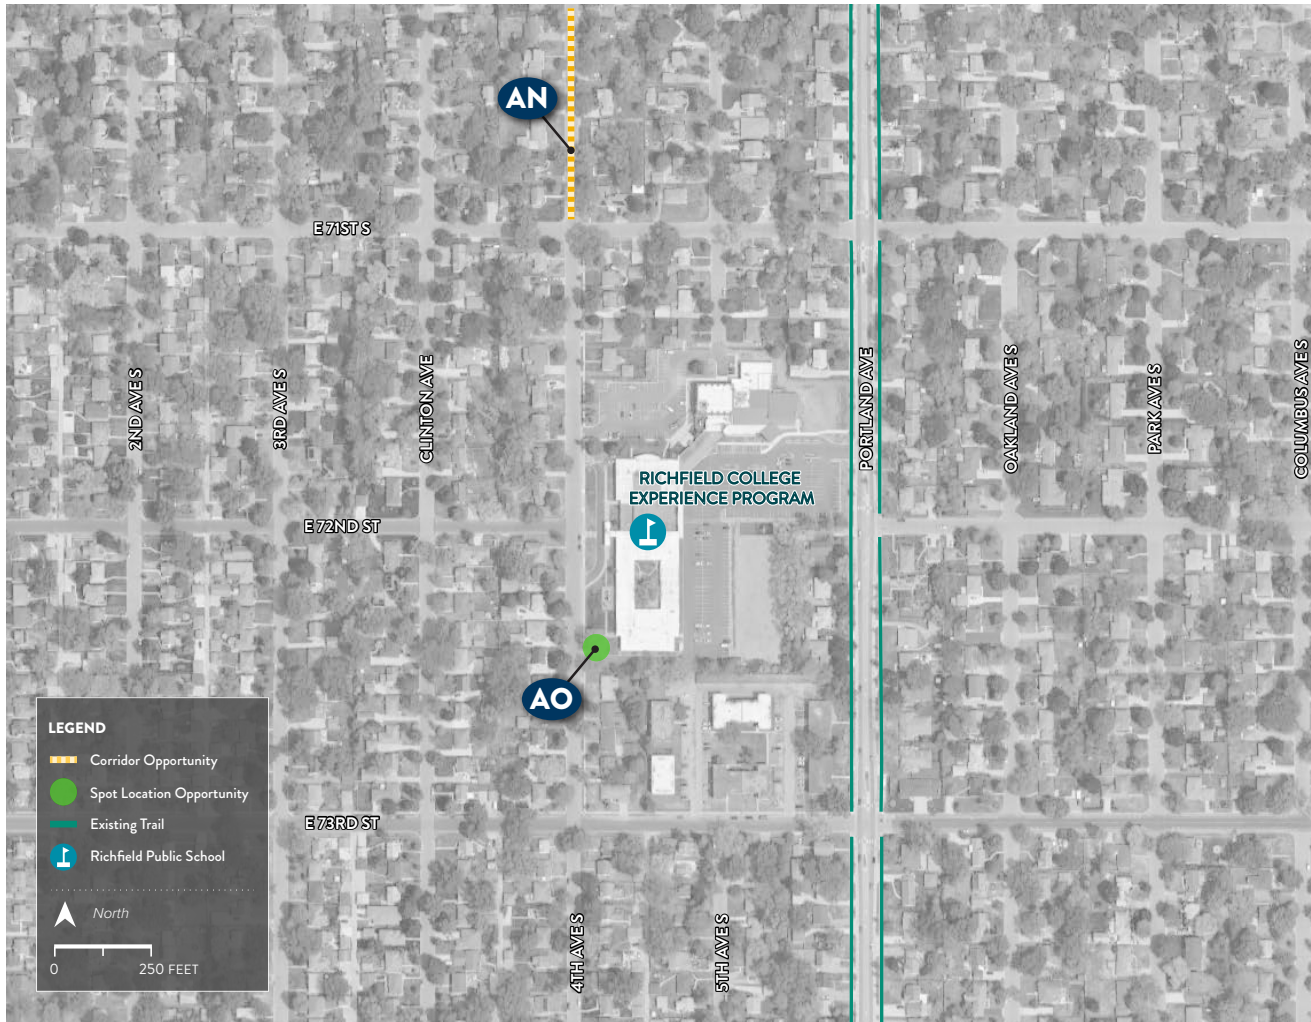 AN
E 71ST S
2ND AVE S
3RD AVE S
CLINTON AVE
PORTLAND AVE
OAKLAND AVE S
PARK AVE S
COLUMBUS AVE S
RICHFIELD COLLEGE
EXPERIENCE PROGRAM
E 72ND ST
AO
LEGEND
Corridor Opportunity
Spot Location Opportunity
Existing Trail
Richfield Public School
North
0 250 FEET
E 73RD ST
4TH AVE S
5TH AVE S